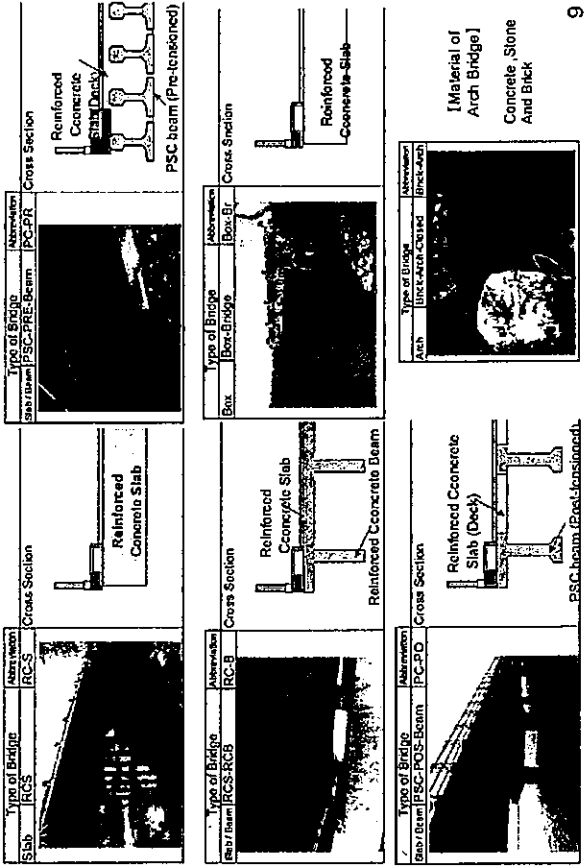 Type of Bridge Abbreviation Cross Section
Slab RCS RC-S
Reinforced
Concrete Slab
Type of Bridge Abbreviation Cross Section
Slab / Beam PSC-PRE-Beam PC-PR
Reinforced
Cconcrete
Slab(Deck)
PSC beam (Pre-tensioned)
Type of Bridge Abbreviation Cross Section
Slab / Beam RCS-RCB RC-B
Reinforced
Cconcrete Slab
Reinforced Cconcrete Beam
Type of Bridge Abbreviation Cross Section
Box Box-Bridge Box-Br
Reinforced
Cconcrete Slab
Type of Bridge Abbreviation Cross Section
Slab / Beam PSC-POS-Beam PC-PO
Reinforced Cconcrete
Slab (Deck)
PSC beam (Post-tensioned)
Type of Bridge Abbreviation
Arch Brick-Arch-Closed Brick-Arch
[Material of
Arch Bridge]
Concrete ,Stone
And Brick
9